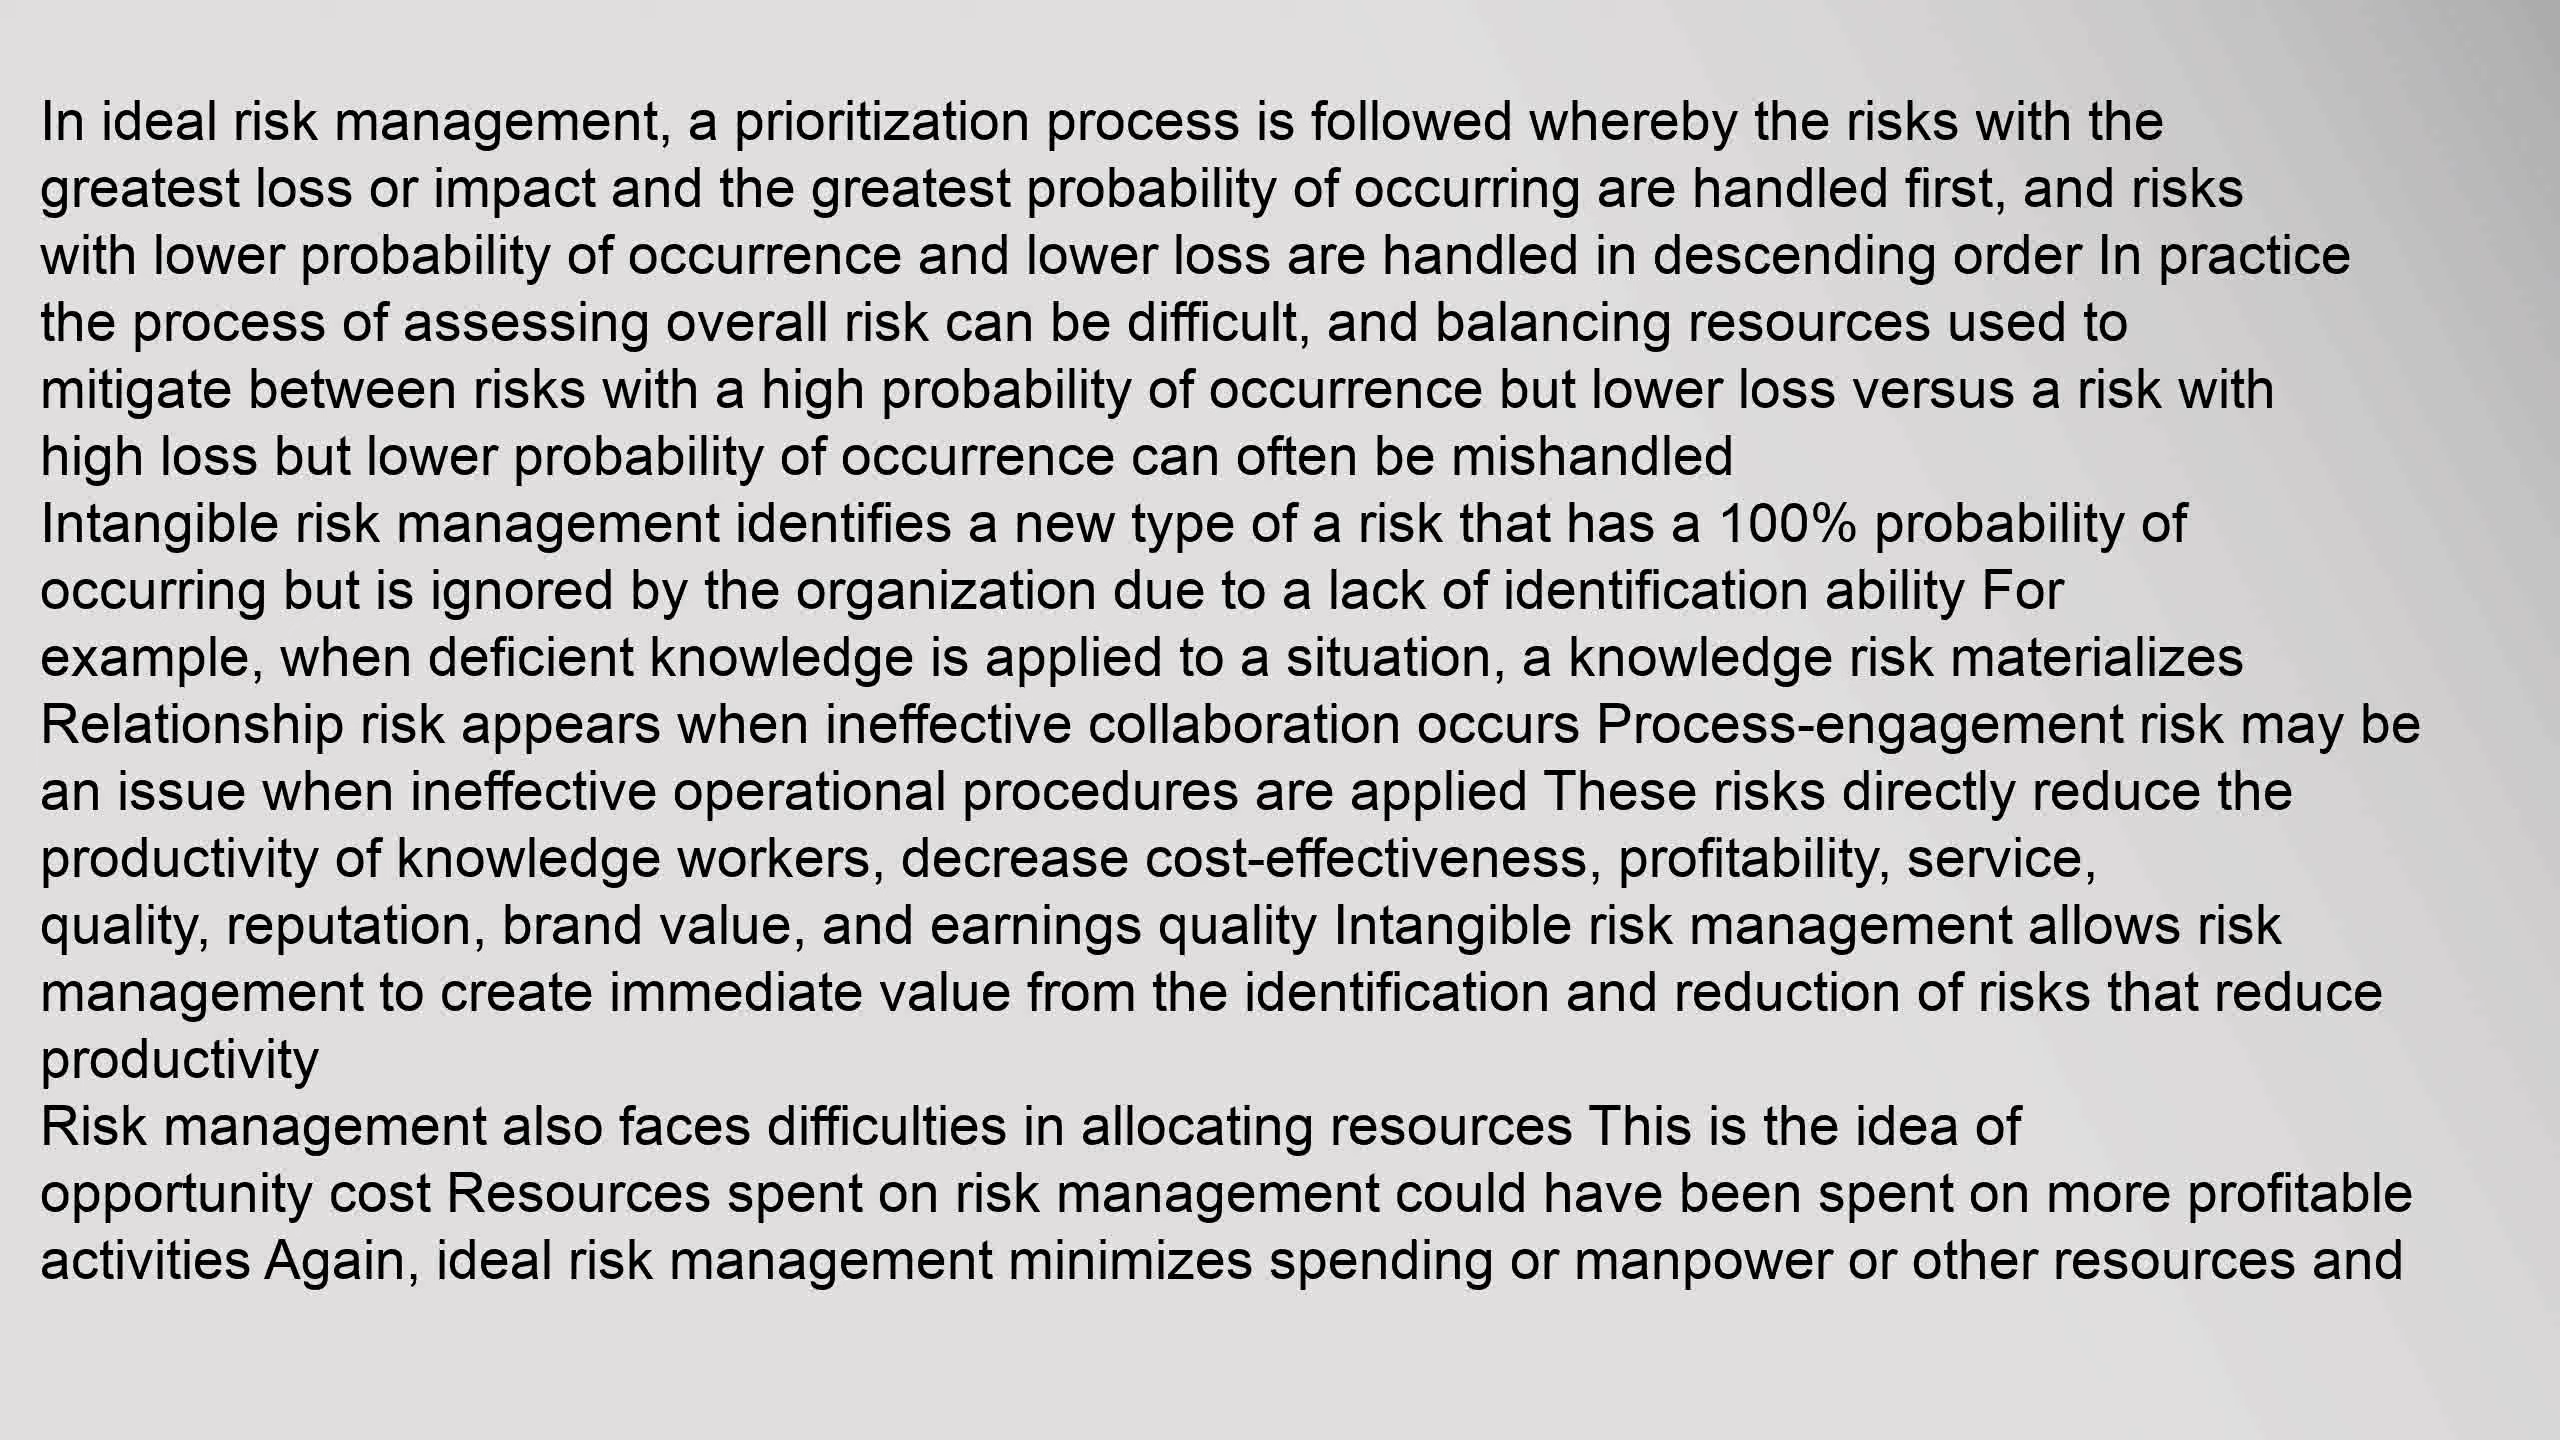 In ideal risk management, a prioritization process is followed whereby the risks with the
greatest loss or impact and the greatest probability of occurring are handled first, and risks
with lower probability of occurrence and lower loss are handled in descending order In practice
the process of assessing overall risk can be difficult, and balancing resources used to
mitigate between risks with a high probability of occurrence but lower loss versus a risk with
high loss but lower probability of occurrence can often be mishandled
Intangible risk management identifies a new type of a risk that has a 100% probability of
occurring but is ignored by the organization due to a lack of identification ability For
example, when deficient knowledge is applied to a situation, a knowledge risk materializes
Relationship risk appears when ineffective collaboration occurs Process-engagement risk may be
an issue when ineffective operational procedures are applied These risks directly reduce the
productivity of knowledge workers, decrease cost-effectiveness, profitability, service,
quality, reputation, brand value, and earnings quality Intangible risk management allows risk
management to create immediate value from the identification and reduction of risks that reduce
productivity
Risk management also faces difficulties in allocating resources This is the idea of
opportunity cost Resources spent on risk management could have been spent on more profitable
activities Again, ideal risk management minimizes spending or manpower or other resources and